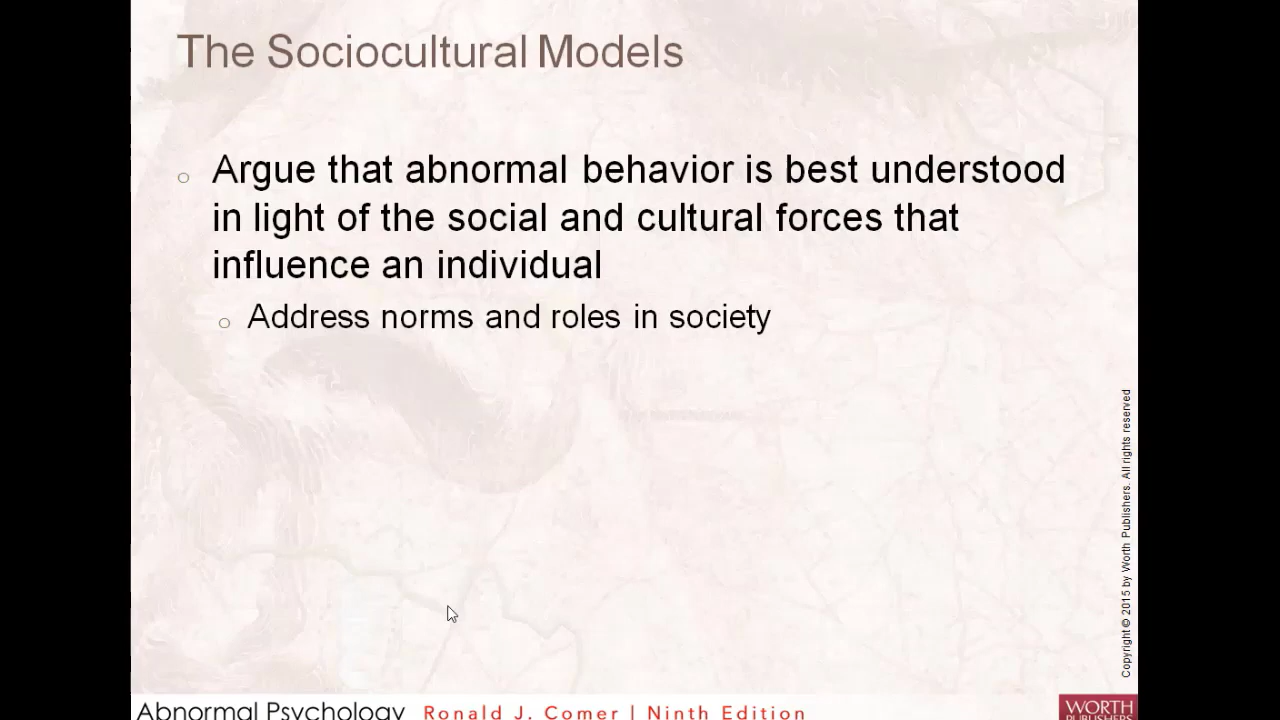 The Sociocultural Models
Argue that abnormal behavior is best understood
in light of the social and cultural forces that
influence an individual
Address norms and roles in society
Copyright © 2015 by Worth Publishers. All rights reserved
Abnormal Psychology Ronald J. Comer | Ninth Edition
WORTH
PUBLISHERS